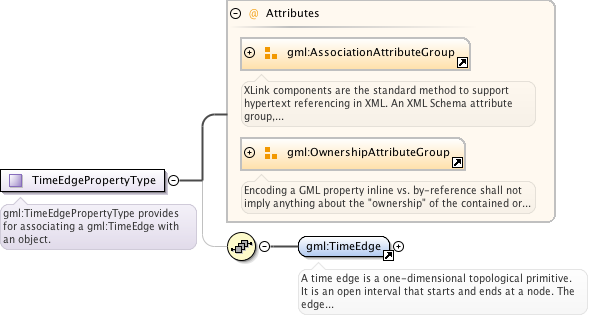 @ Attributes
gml:AssociationAttributeGroup
XLink components are the standard method to support
hypertext referencing in XML. An XML Schema attribute
group,...
gml:OwnershipAttributeGroup
Encoding a GML property inline vs. by-reference shall not
imply anything about the "ownership" of the contained or...
TimeEdgePropertyType
gml:TimeEdgePropertyType provides
for associating a gml:TimeEdge with
an object.
gml:TimeEdge
A time edge is a one-dimensional topological primitive.
It is an open interval that starts and ends at a node. The
edge...